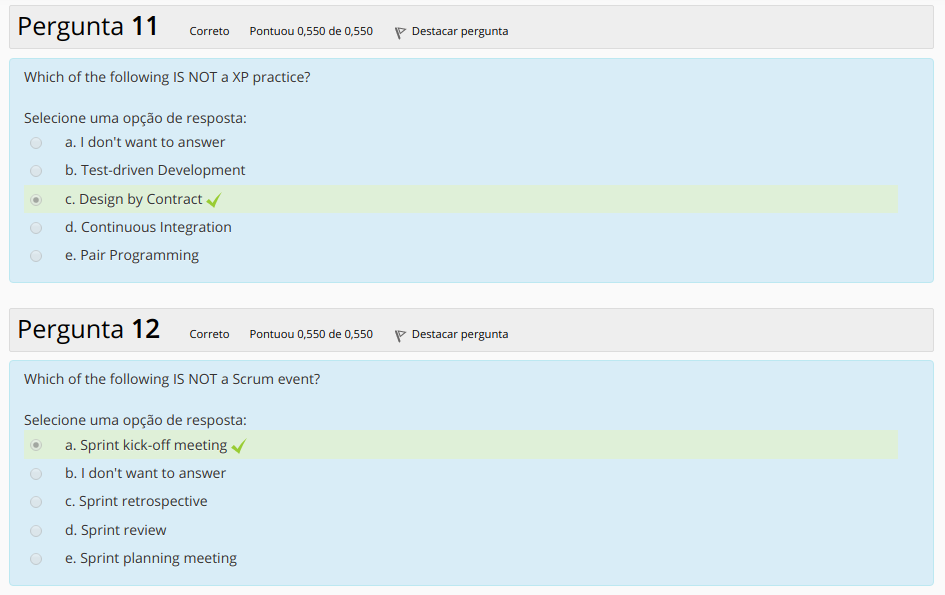 Pergunta 11 Correto Pontuou 0,550 de 0,550 Destacar pergunta
Which of the following IS NOT a XP practice?
Selecione uma opção de resposta:
a. I don't want to answer
b. Test-driven Development
c. Design by Contract
d. Continuous Integration
e. Pair Programming
Pergunta 12 Correto Pontuou 0,550 de 0,550 Destacar pergunta
Which of the following IS NOT a Scrum event?
Selecione uma opção de resposta:
a. Sprint kick-off meeting
b. I don't want to answer
c. Sprint retrospective
d. Sprint review
e. Sprint planning meeting